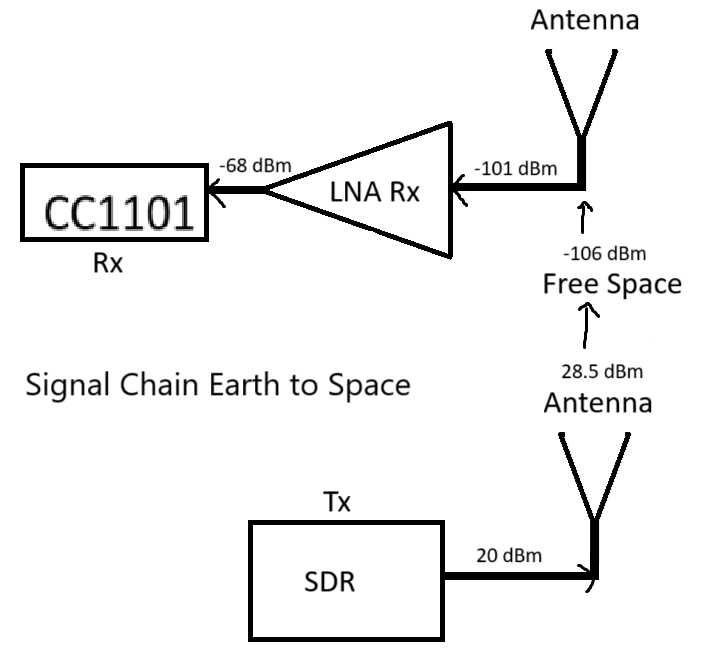 Antenna
-68 dBm
-101 dBm
LNA Rx
CC1101
Rx
-106 dBm
Free Space
28.5 dBm
Signal Chain Earth to Space
Antenna
Tx
20 dBm
SDR